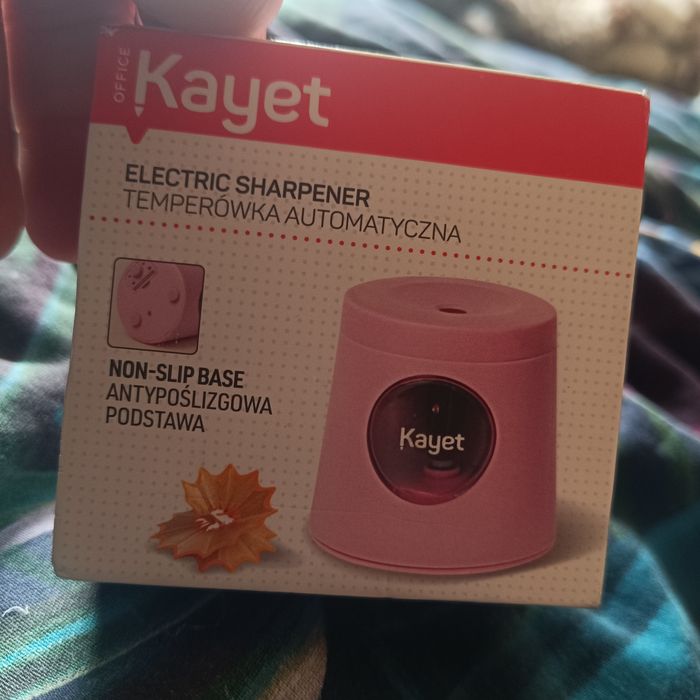 OFFICE
Kayet
ELECTRIC SHARPENER
TEMPERÓWKA AUTOMATYCZNA
NON-SLIP BASE
ANTYPOŚLIZGOWA
PODSTAWA
Kayet